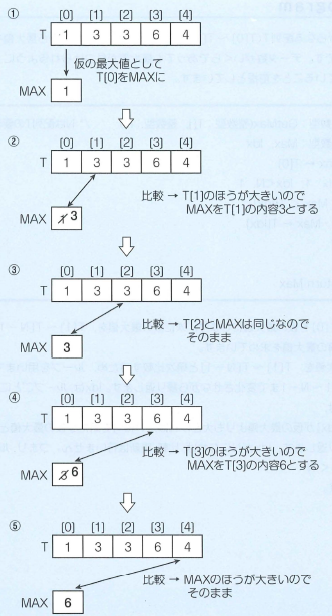 ①
[0] [1] [2] [3] [4]
T 1 3 3 6 4
仮の最大値として
T[0]をMAXに
MAX 1
②
[0] [1] [2] [3] [4]
T 1 3 3 6 4
比較 → T[1]のほうが大きいので
MAXをT[1]の内容3とする
MAX 1 3
③
[0] [1] [2] [3] [4]
T 1 3 3 6 4
比較 → T[2]とMAXは同じなので
そのまま
MAX 3
④
[0] [1] [2] [3] [4]
T 1 3 3 6 4
比較 → T[3]のほうが大きいので
MAXをT[3]の内容6とする
MAX 3 6
⑤
[0] [1] [2] [3] [4]
T 1 3 3 6 4
比較 → MAXのほうが大きいので
そのまま
MAX 6